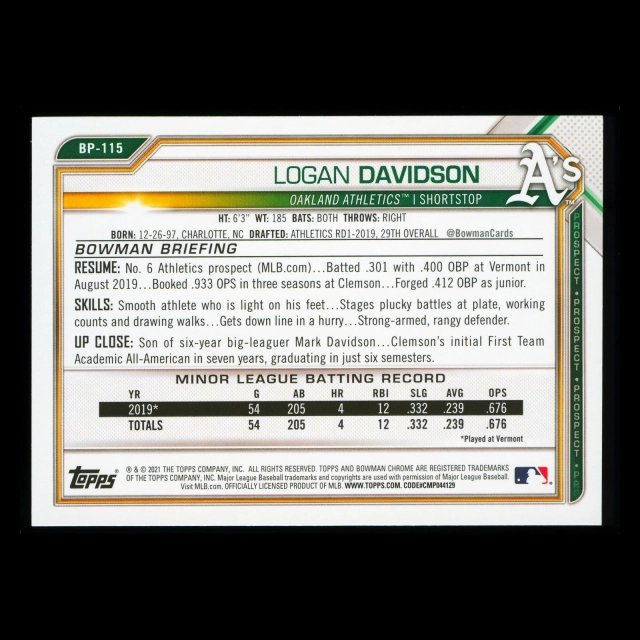 BP-115
LOGAN DAVIDSON
OAKLAND ATHLETICS™ | SHORTSTOP
A's™
HT: 6'3" WT: 185 BATS: BOTH THROWS: RIGHT
BORN: 12-26-97, CHARLOTTE, NC DRAFTED: ATHLETICS RD1-2019, 29TH OVERALL @BowmanCards
BOWMAN BRIEFING
RESUME: No. 6 Athletics prospect (MLB.com)...Batted .301 with .400 OBP at Vermont in
August 2019...Booked .933 OPS in three seasons at Clemson...Forged .412 OBP as junior.
SKILLS: Smooth athlete who is light on his feet...Stages plucky battles at plate, working
counts and drawing walks...Gets down line in a hurry...Strong-armed, rangy defender.
UP CLOSE: Son of six-year big-leaguer Mark Davidson...Clemson's initial First Team
Academic All-American in seven years, graduating in just six semesters.
MINOR LEAGUE BATTING RECORD
YR G AB HR RBI SLG AVG OPS
2019* 54 205 4 12 .332 .239 .676
TOTALS 54 205 4 12 .332 .239 .676
*Played at Vermont
PROSPECT • PROSPECT • PROSPECT • PROSPECT • PR
Topps®
® & © 2021 THE TOPPS COMPANY, INC. ALL RIGHTS RESERVED. TOPPS AND BOWMAN CHROME ARE REGISTERED TRADEMARKS
OF THE TOPPS COMPANY, INC. Major League Baseball trademarks and copyrights are used with permission of Major League Baseball.
Visit MLB.com. OFFICIALLY LICENSED PRODUCT OF MLB. WWW.TOPPS.COM. CODE#CMP044129